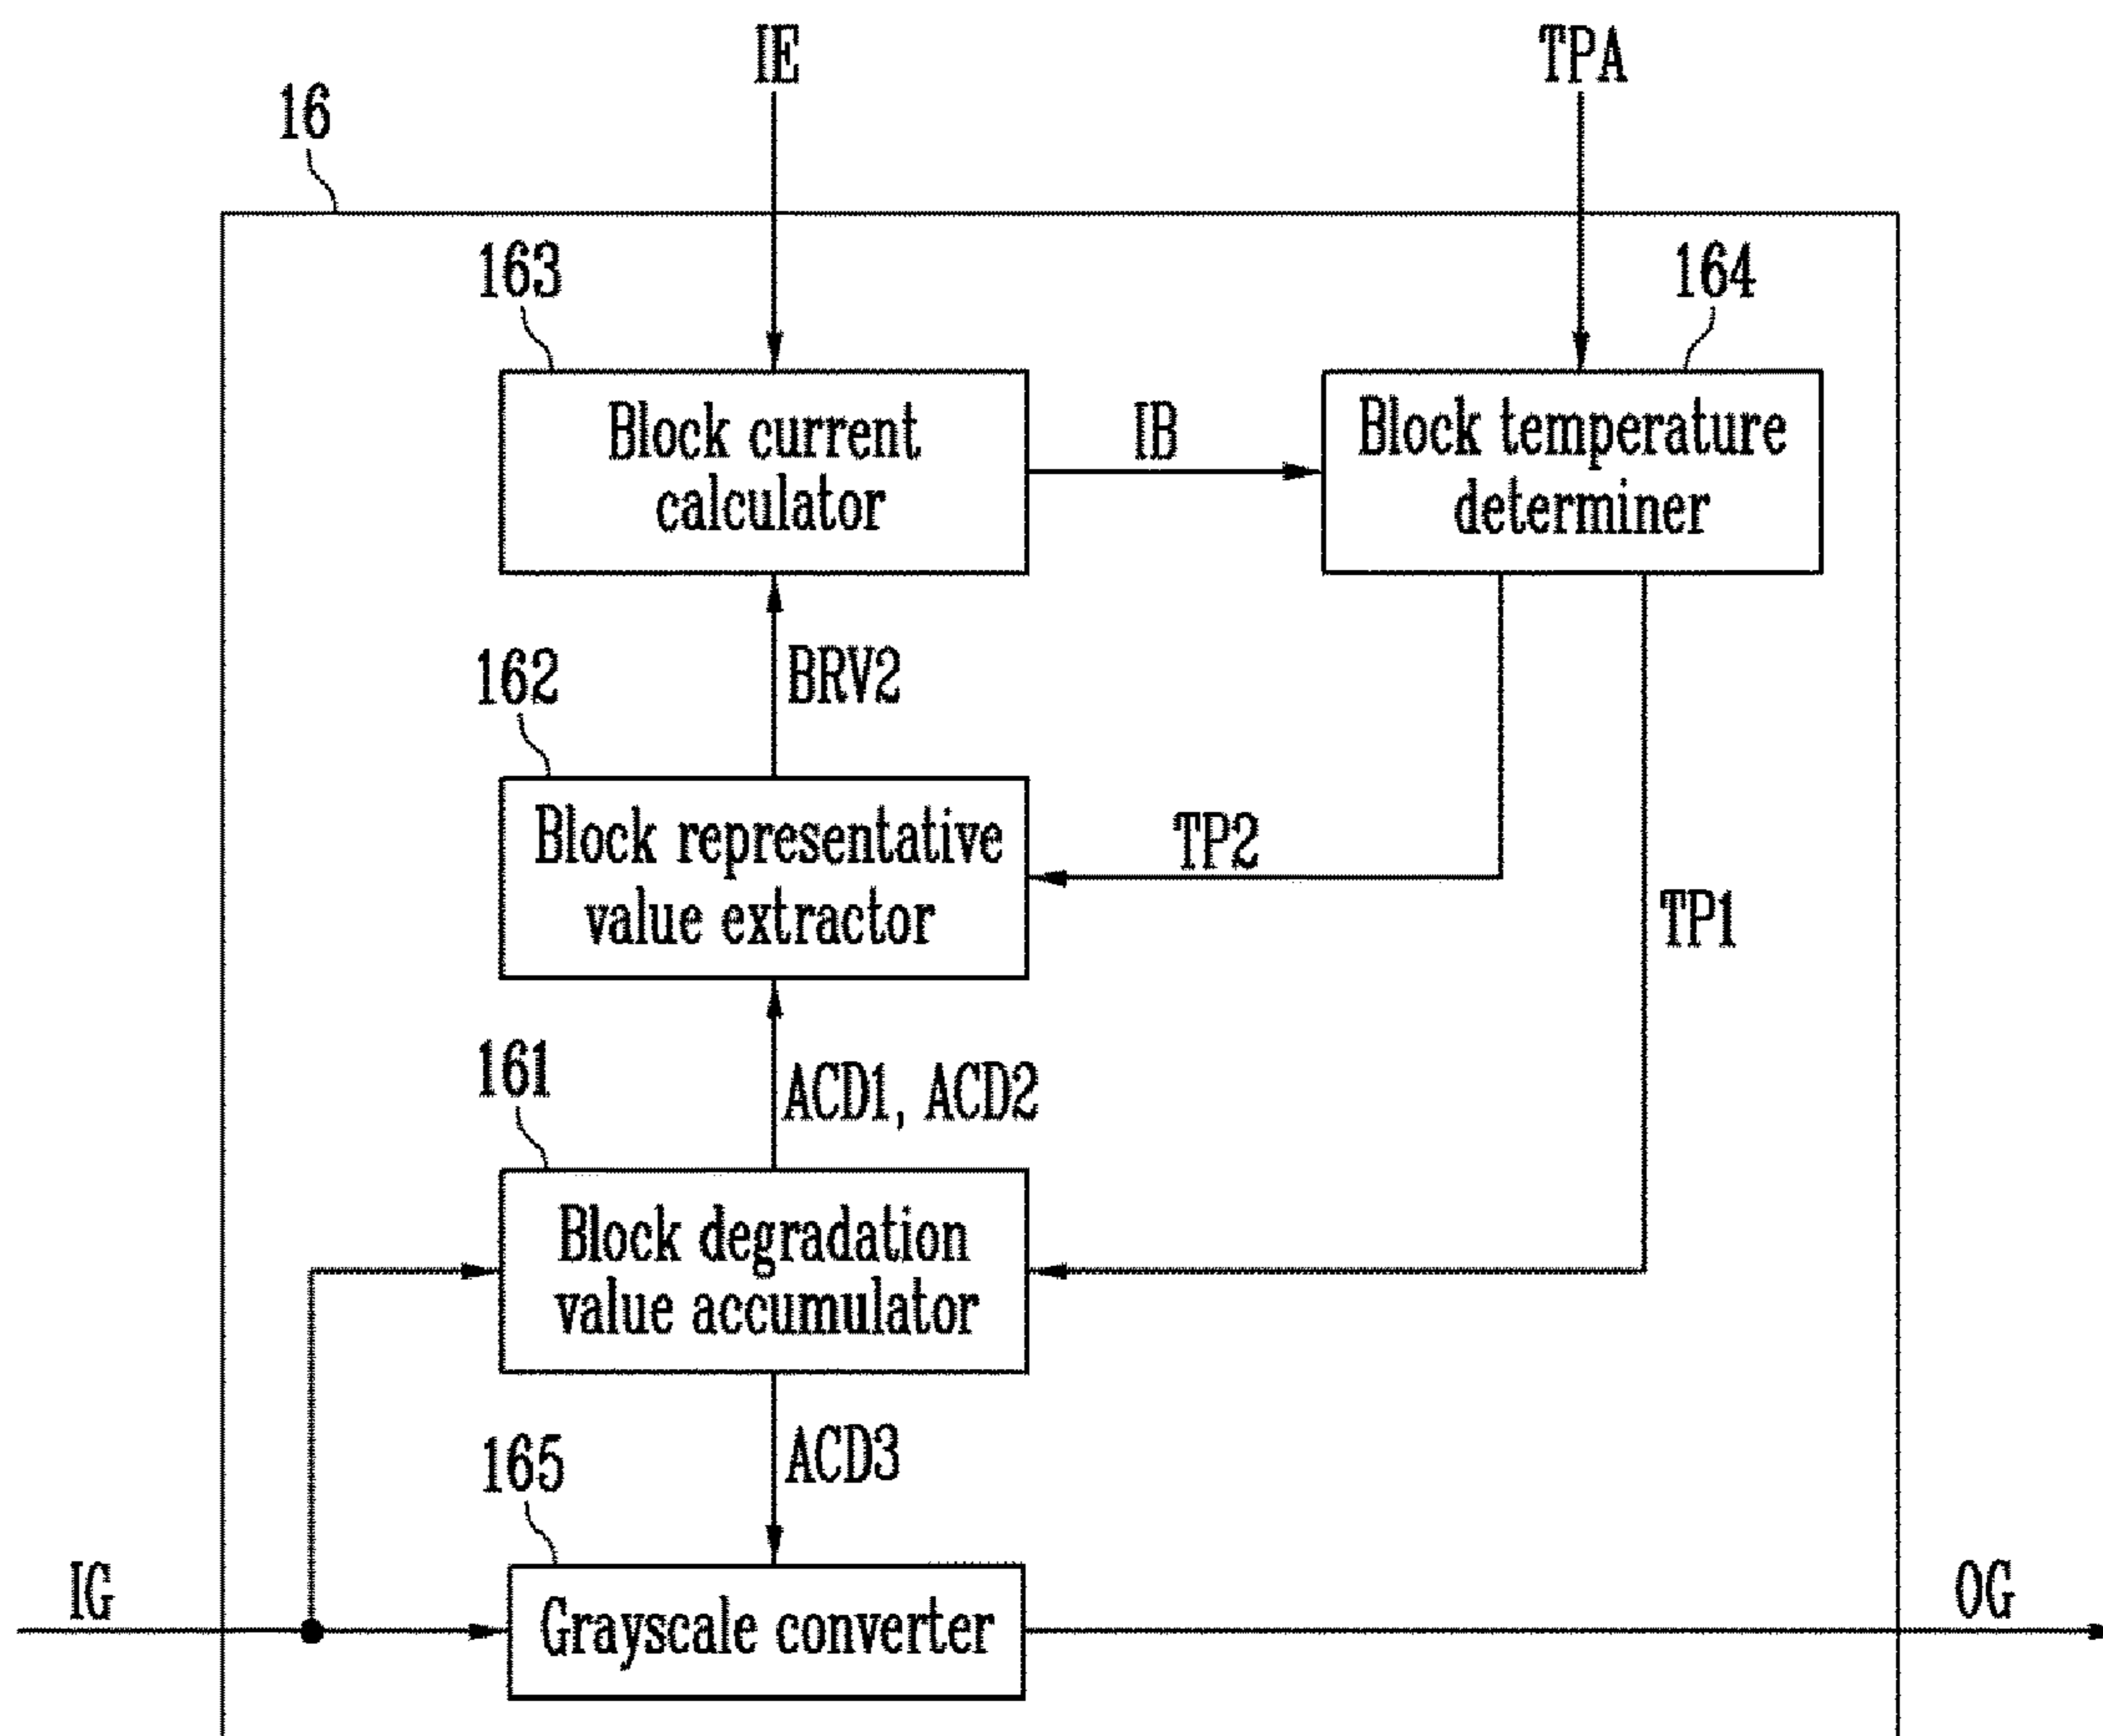 IE
TPA
16
163
164
Block current
calculator
IB
Block temperature
determiner
162
BRV2
Block representative
value extractor
TP2
TP1
161
ACD1, ACD2
Block degradation
value accumulator
165
ACD3
IG
Grayscale converter
OG